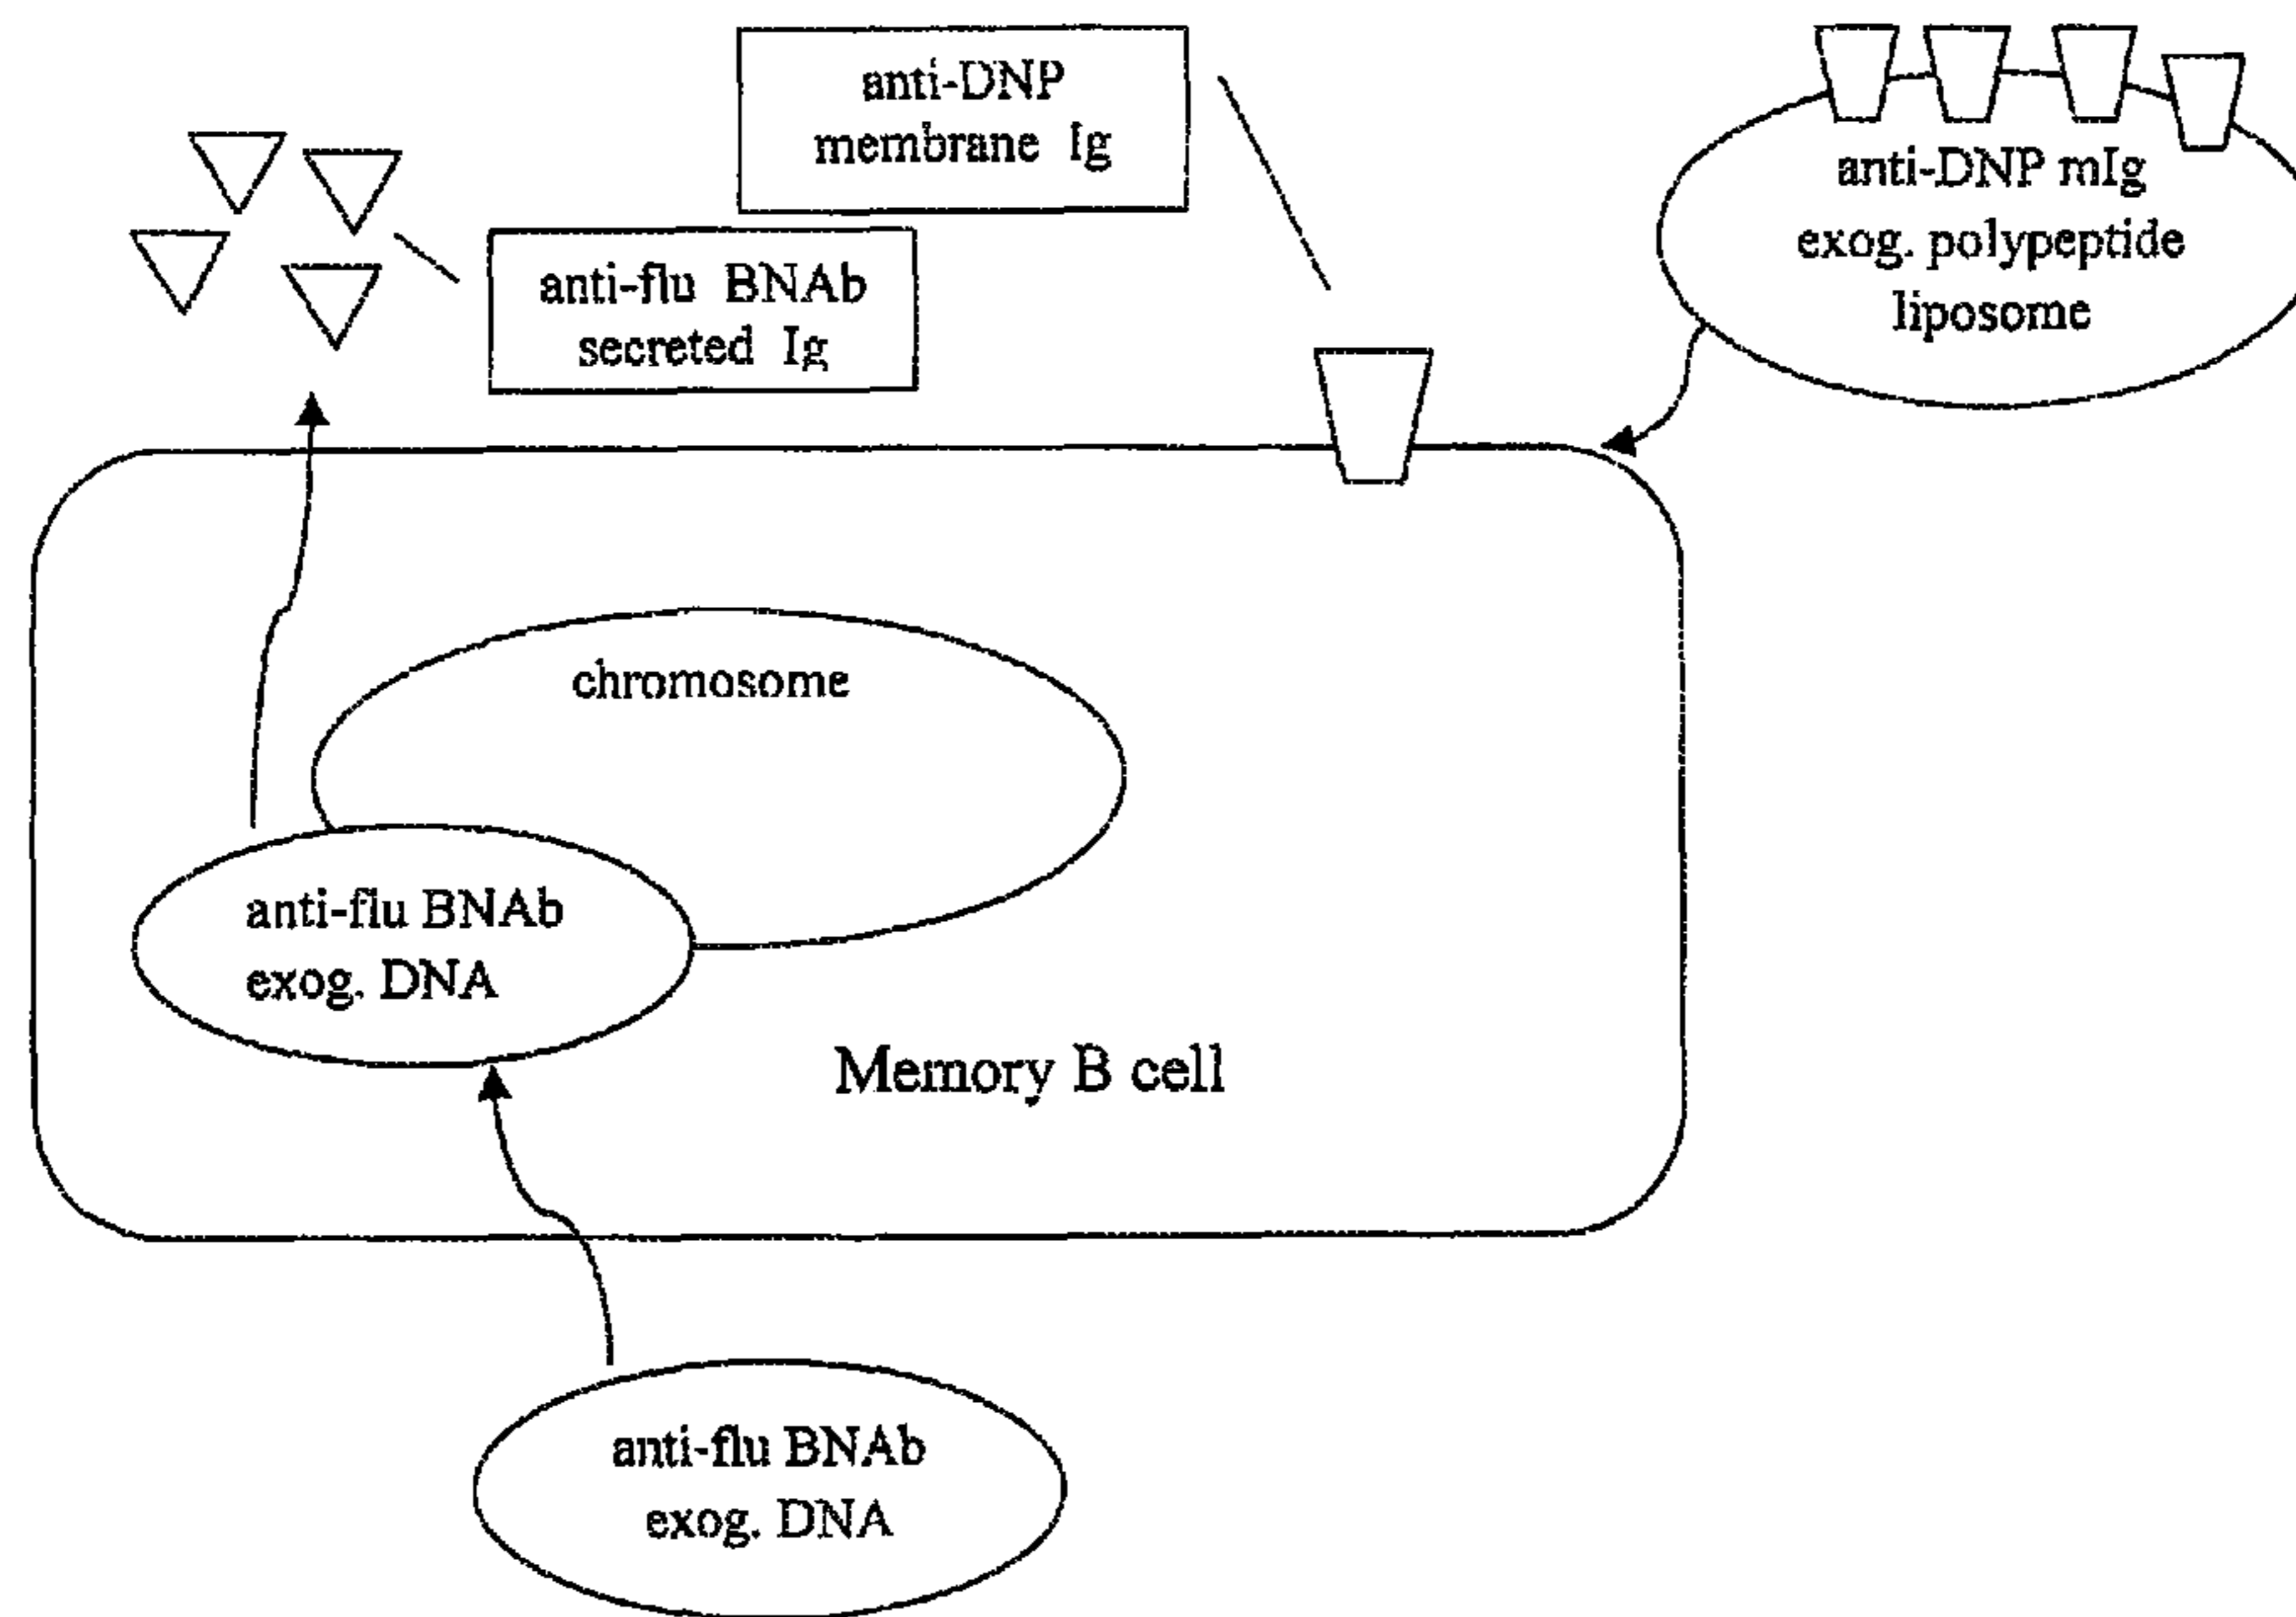 anti-DNP
membrane Ig
anti-DNP mIg
exog. polypeptide
liposome
anti-flu BNAb
secreted Ig
chromosome
anti-flu BNAb
exog. DNA
Memory B cell
anti-flu BNAb
exog. DNA